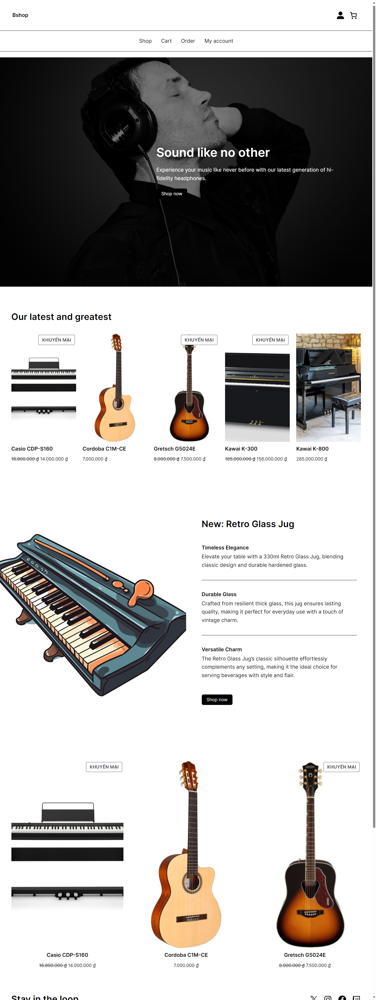 Bshop
Shop Cart Order My account
Sound like no other
Experience your music like never before with our latest generation of hi-
fidelity headphones.
Shop now
Our latest and greatest
KHUYẾN MẠI
KHUYẾN MẠI
KHUYẾN MẠI
KAWAI
KAWAI
Casio CDP-S160
16.800.000 ₫ 14.000.000 ₫
Cordoba C1M-CE
7.000.000 ₫
Gretsch G5024E
8.000.000 ₫ 7.500.000 ₫
Kawai K-300
185.000.000 ₫ 156.000.000 ₫
Kawai K-800
285.000.000 ₫
New: Retro Glass Jug
Timeless Elegance
Elevate your table with a 330ml Retro Glass Jug, blending
classic design and durable hardened glass.
Durable Glass
Crafted from resilient thick glass, this jug ensures lasting
quality, making it perfect for everyday use with a touch of
vintage charm.
Versatile Charm
The Retro Glass Jug’s classic silhouette effortlessly
complements any setting, making it the ideal choice for
serving beverages with style and flair.
Shop now
KHUYẾN MẠI
KHUYẾN MẠI
GRETSCH
Casio CDP-S160
16.800.000 ₫ 14.000.000 ₫
Cordoba C1M-CE
7.000.000 ₫
Gretsch G5024E
8.000.000 ₫ 7.500.000 ₫
Stay in the loop